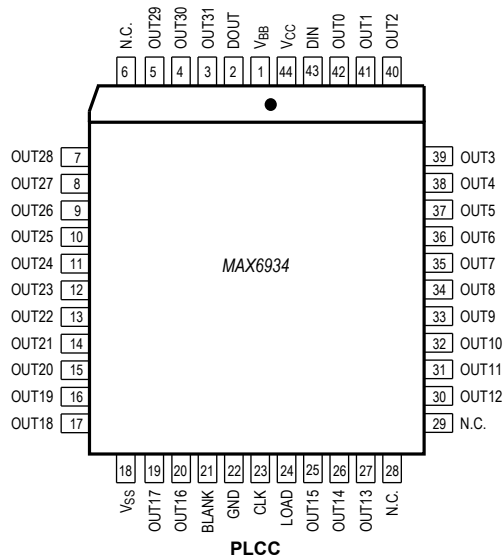 N.C. OUT29 OUT30 OUT31 DOUT VBB VCC DIN OUT0 OUT1 OUT2
6 5 4 3 2 1 44 43 42 41 40
OUT28 7 39 OUT3
OUT27 8 38 OUT4
OUT26 9 37 OUT5
OUT25 10 36 OUT6
OUT24 11 MAX6934 35 OUT7
OUT23 12 34 OUT8
OUT22 13 33 OUT9
OUT21 14 32 OUT10
OUT20 15 31 OUT11
OUT19 16 30 OUT12
OUT18 17 29 N.C.
18 19 20 21 22 23 24 25 26 27 28
VSS OUT17 OUT16 BLANK GND CLK LOAD OUT15 OUT14 OUT13 N.C.
PLCC